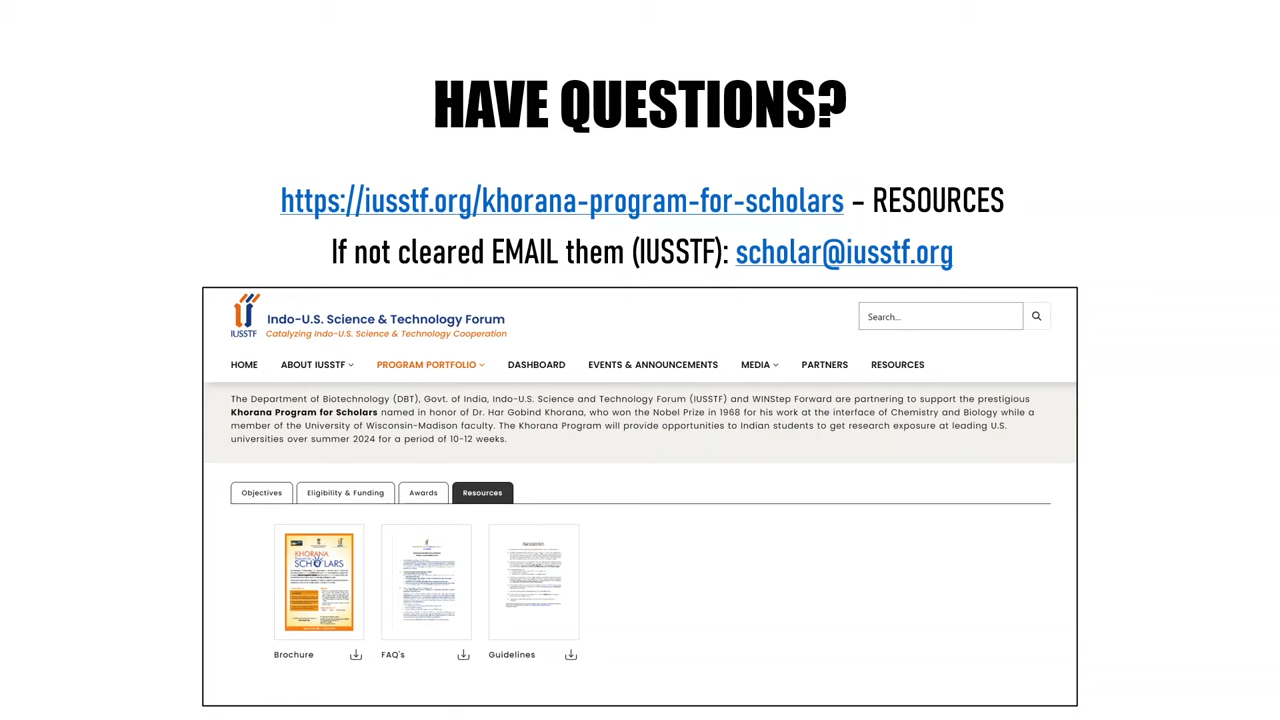 HAVE QUESTIONS?
https://iusstf.org/khorana-program-for-scholars – RESOURCES
If not cleared EMAIL them (IUSSTF): scholar@iusstf.org
IUSSTF
Indo-U.S. Science & Technology Forum
Catalyzing Indo-U.S. Science & Technology Cooperation
Search...
HOME ABOUT IUSSTF PROGRAM PORTFOLIO DASHBOARD EVENTS & ANNOUNCEMENTS MEDIA PARTNERS RESOURCES
The Department of Biotechnology (DBT), Govt. of India, Indo-U.S. Science and Technology Forum (IUSSTF) and WINStep Forward are partnering to support the prestigious
Khorana Program for Scholars named in honor of Dr. Har Gobind Khorana, who won the Nobel Prize in 1968 for his work at the interface of Chemistry and Biology while a
member of the University of Wisconsin-Madison faculty. The Khorana Program will provide opportunities to Indian students to get research exposure at leading U.S.
universities over summer 2024 for a period of 10-12 weeks.
Objectives Eligibility & Funding Awards Resources
KHORANA
SCHOLARS
Brochure FAQ's Guidelines